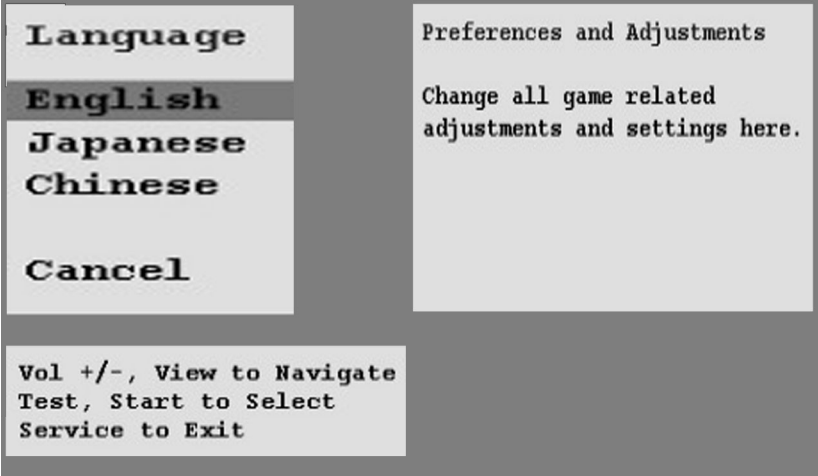 Language
English
Japanese
Chinese
Cancel
Preferences and Adjustments
Change all game related
adjustments and settings here.
Vol +/-, View to Navigate
Test, Start to Select
Service to Exit